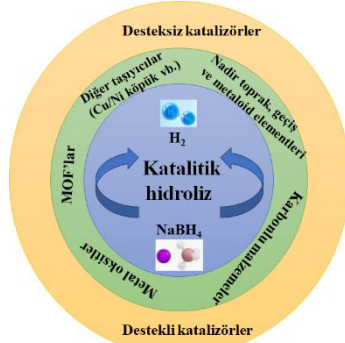 Desteksiz katalizörler
Diğer taşıyıcılar
(Cu/Ni köpük vb.)
Nadir toprak, geçiş
ve metaloid elementleri
H₂
MOF'lar
Katalitik
hidroliz
NaBH₄
Metal oksitler
Karbonlu malzemeler
Destekli katalizörler